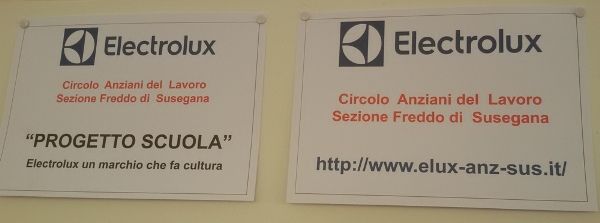 Electrolux
Circolo Anziani del Lavoro
Sezione Freddo di Susegana
“PROGETTO SCUOLA”
Electrolux un marchio che fa cultura
Electrolux
Circolo Anziani del Lavoro
Sezione Freddo di Susegana
http://www.elux-anz-sus.it/